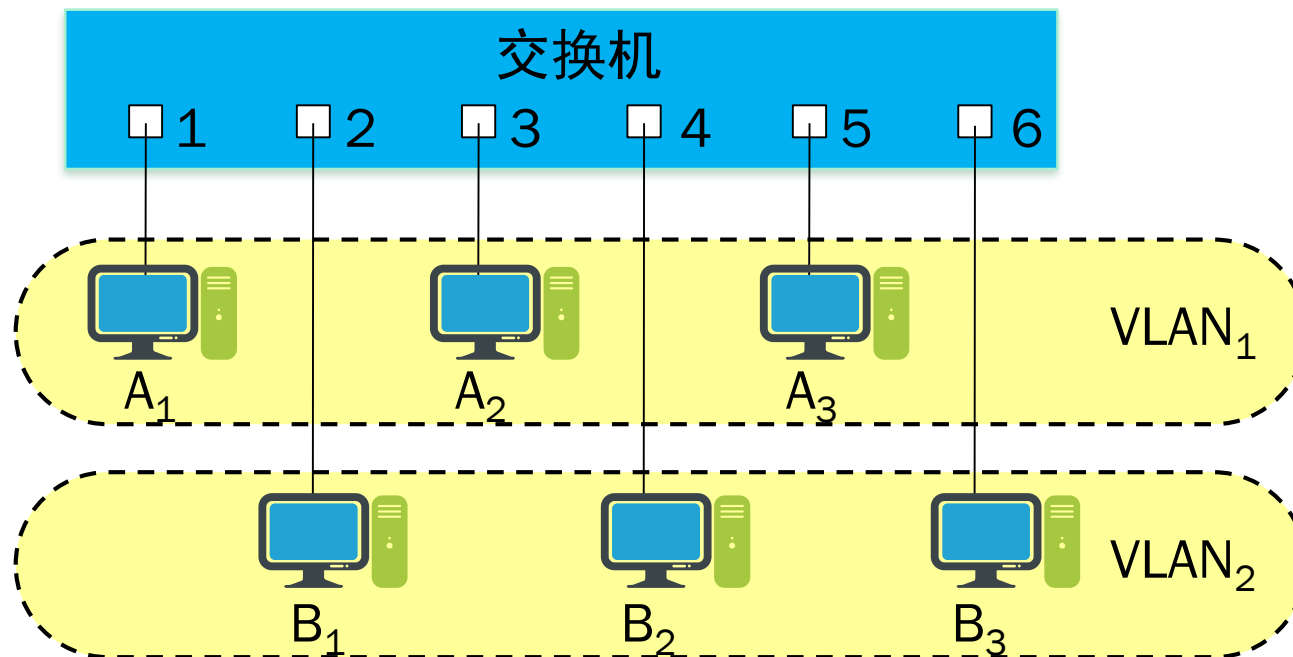 交换机
1 2 3 4 5 6
VLAN₁
A₁ A₂ A₃
VLAN₂
B₁ B₂ B₃